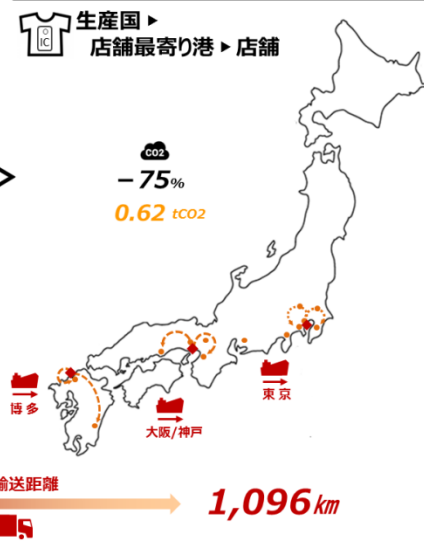 IC
生産国▶
店舗最寄り港▶店舗
CO2
−75%
0.62 tCO2
博多
大阪/神戸
東京
輸送距離
1,096km